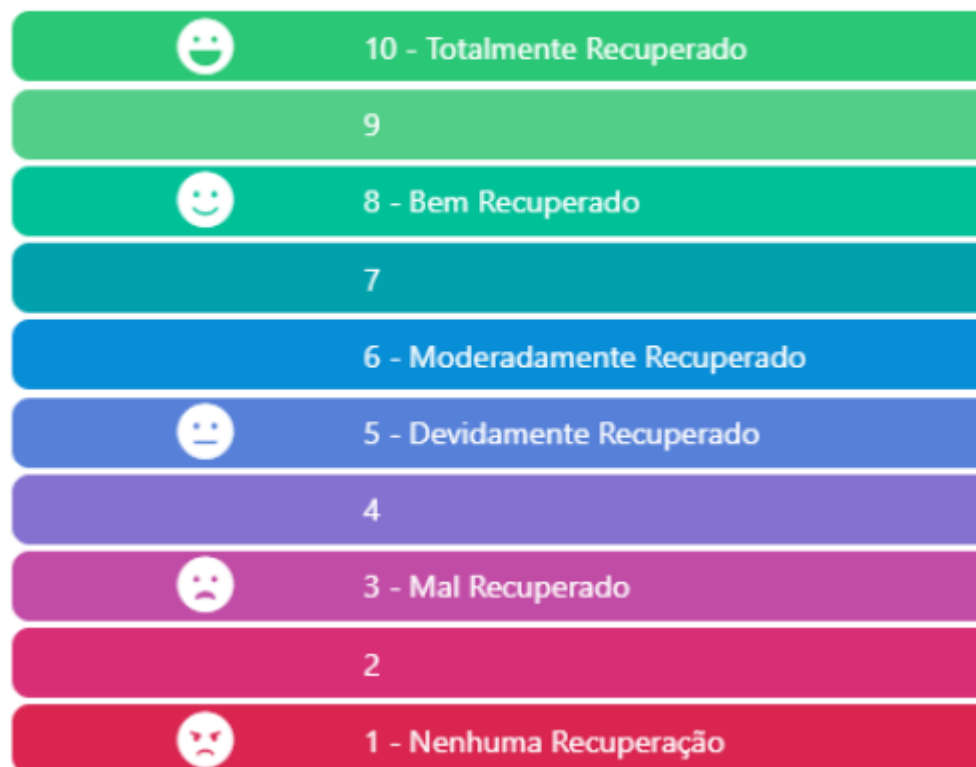 10 - Totalmente Recuperado
9
8 - Bem Recuperado
7
6 - Moderadamente Recuperado
5 - Devidamente Recuperado
4
3 - Mal Recuperado
2
1 - Nenhuma Recuperação